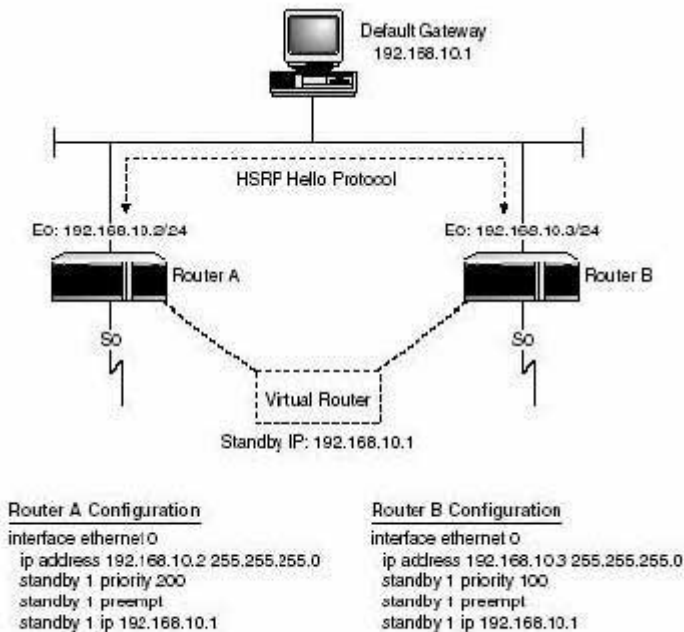 Default Gateway
192.168.10.1
HSRP Hello Protocol
E0: 192.168.10.2/24
E0: 192.168.10.3/24
Router A
Router B
S0
S0
Virtual Router
Standby IP: 192.168.10.1
Router A Configuration
interface ethernet 0
ip address 192.168.10.2 255.255.255.0
standby 1 priority 200
standby 1 preempt
standby 1 ip 192.168.10.1
Router B Configuration
interface ethernet 0
ip address 192.168.10.3 255.255.255.0
standby 1 priority 100
standby 1 preempt
standby 1 ip 192.168.10.1